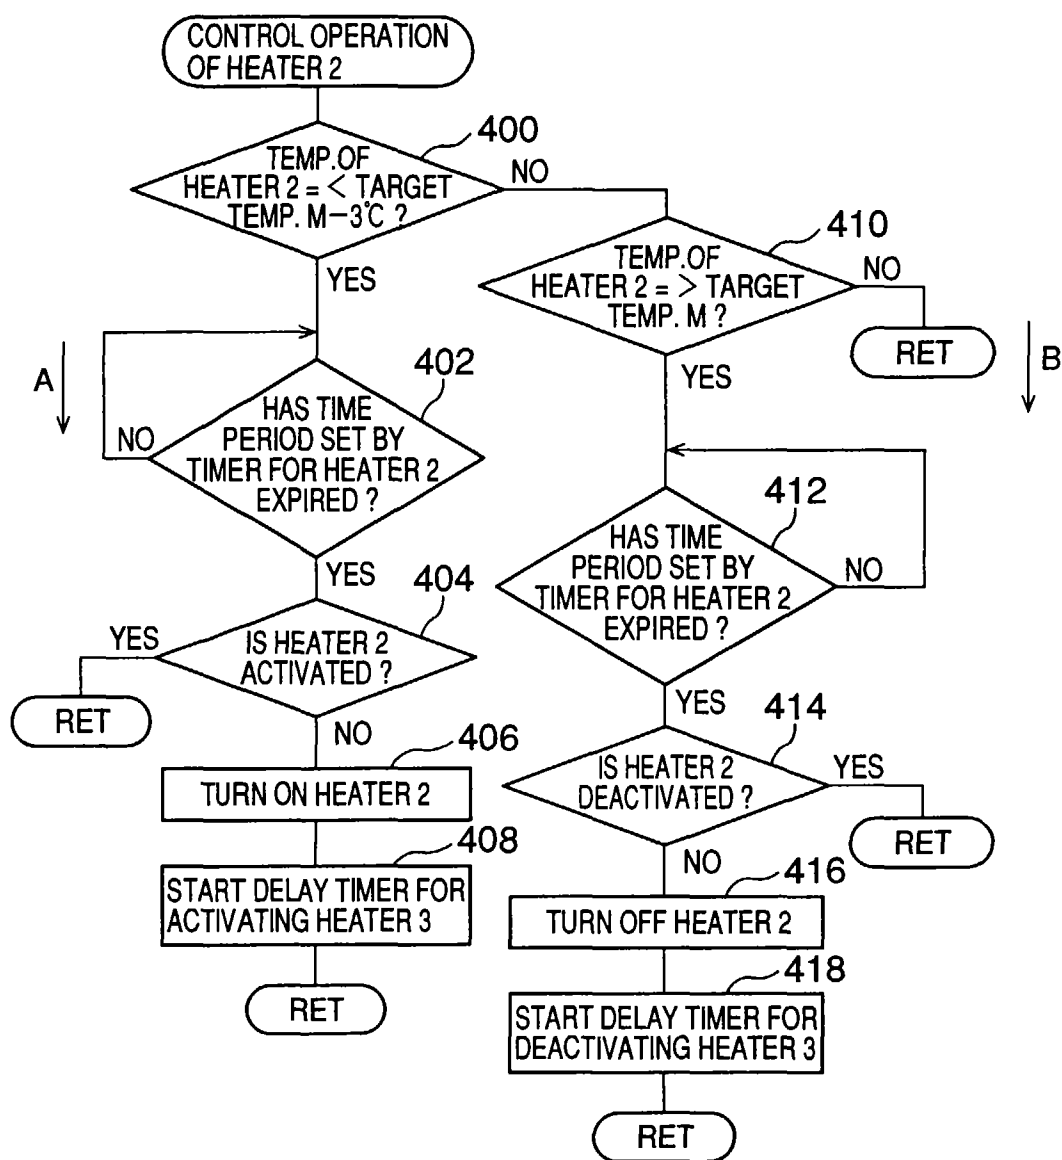 CONTROL OPERATION
OF HEATER 2
400
TEMP.OF
HEATER 2 = < TARGET
TEMP. M-3°C ?
NO
YES
410
TEMP.OF
HEATER 2 = > TARGET
TEMP. M ?
NO
RET
YES
A
B
402
HAS TIME
PERIOD SET BY
TIMER FOR HEATER 2
EXPIRED ?
NO
YES
412
HAS TIME
PERIOD SET BY
TIMER FOR HEATER 2
EXPIRED ?
NO
YES
404
IS HEATER 2
ACTIVATED ?
YES
RET
NO
414
IS HEATER 2
DEACTIVATED ?
YES
RET
NO
406
TURN ON HEATER 2
408
START DELAY TIMER FOR
ACTIVATING HEATER 3
RET
416
TURN OFF HEATER 2
418
START DELAY TIMER FOR
DEACTIVATING HEATER 3
RET